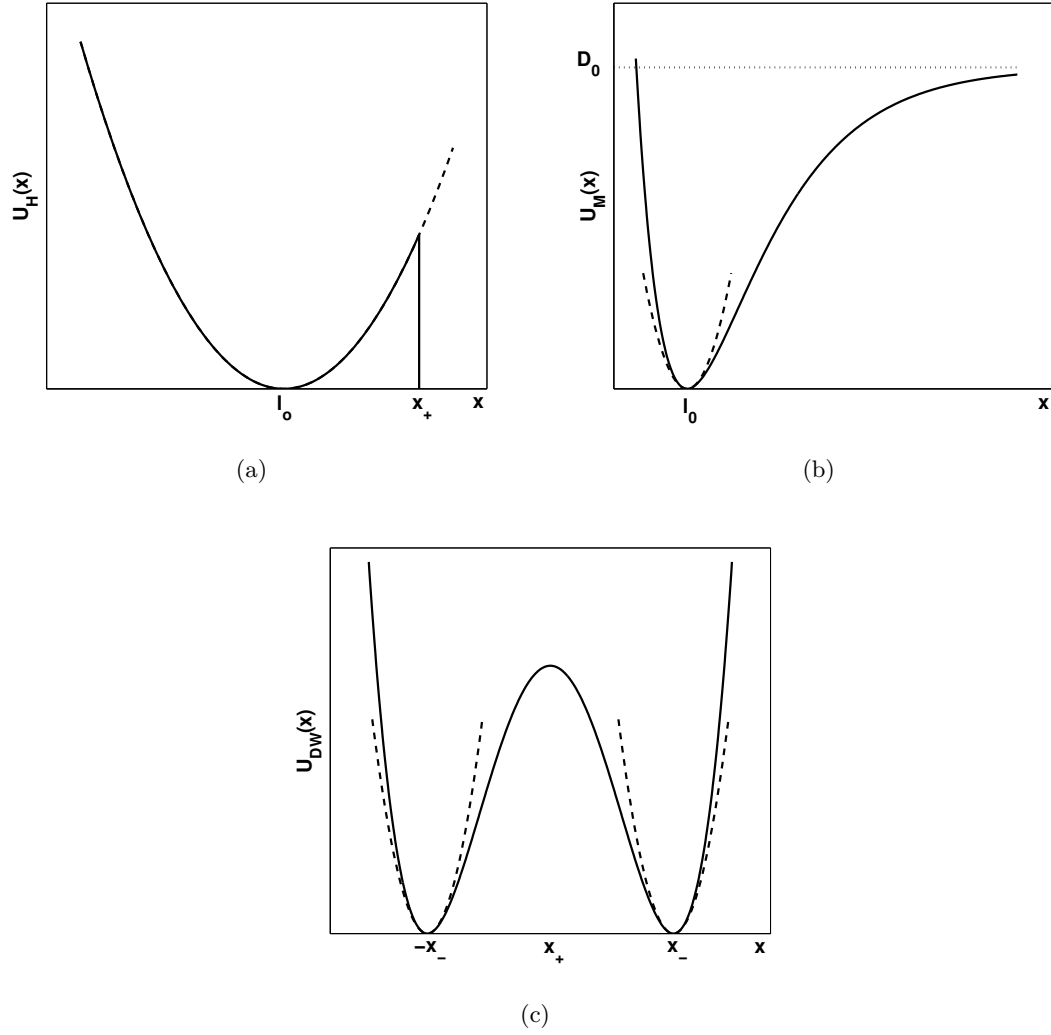 U_H(x)
l_o
x_+
x
(a)
D_0
U_M(x)
l_0
x
(b)
U_DW(x)
-x_-
x_+
x_-
x
(c)